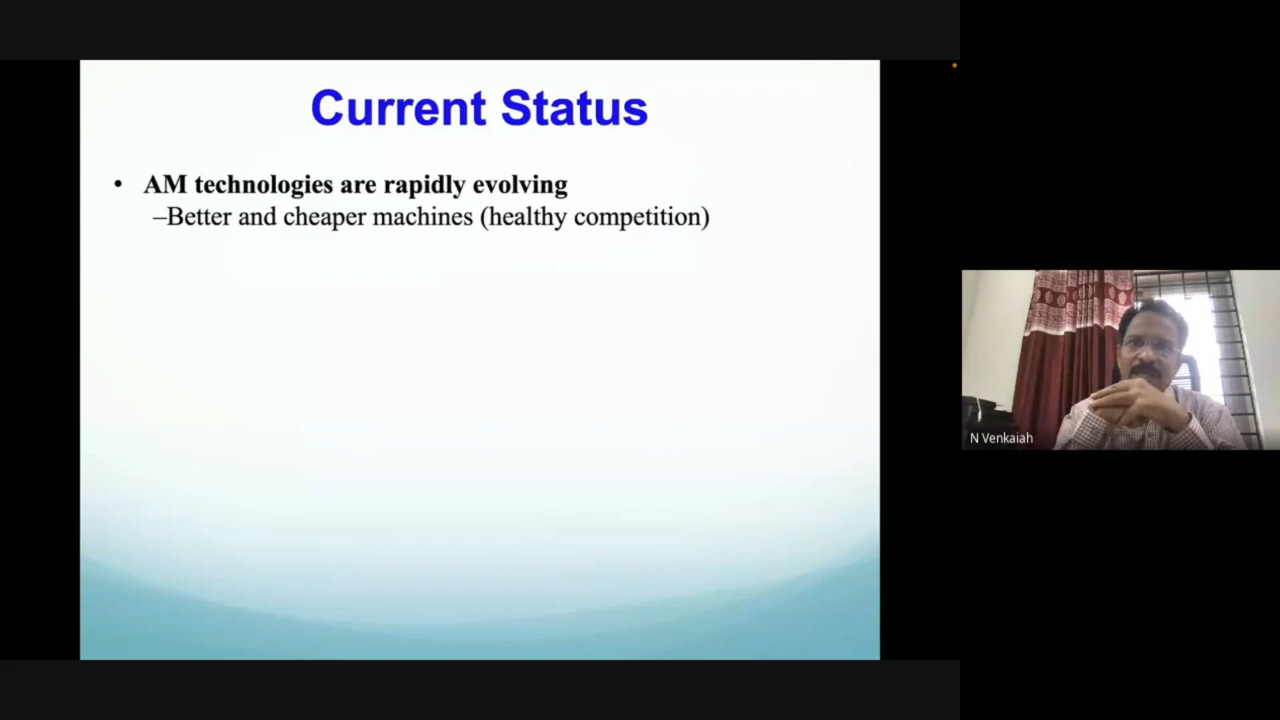 Current Status
• AM technologies are rapidly evolving
–Better and cheaper machines (healthy competition)
N Venkaiah